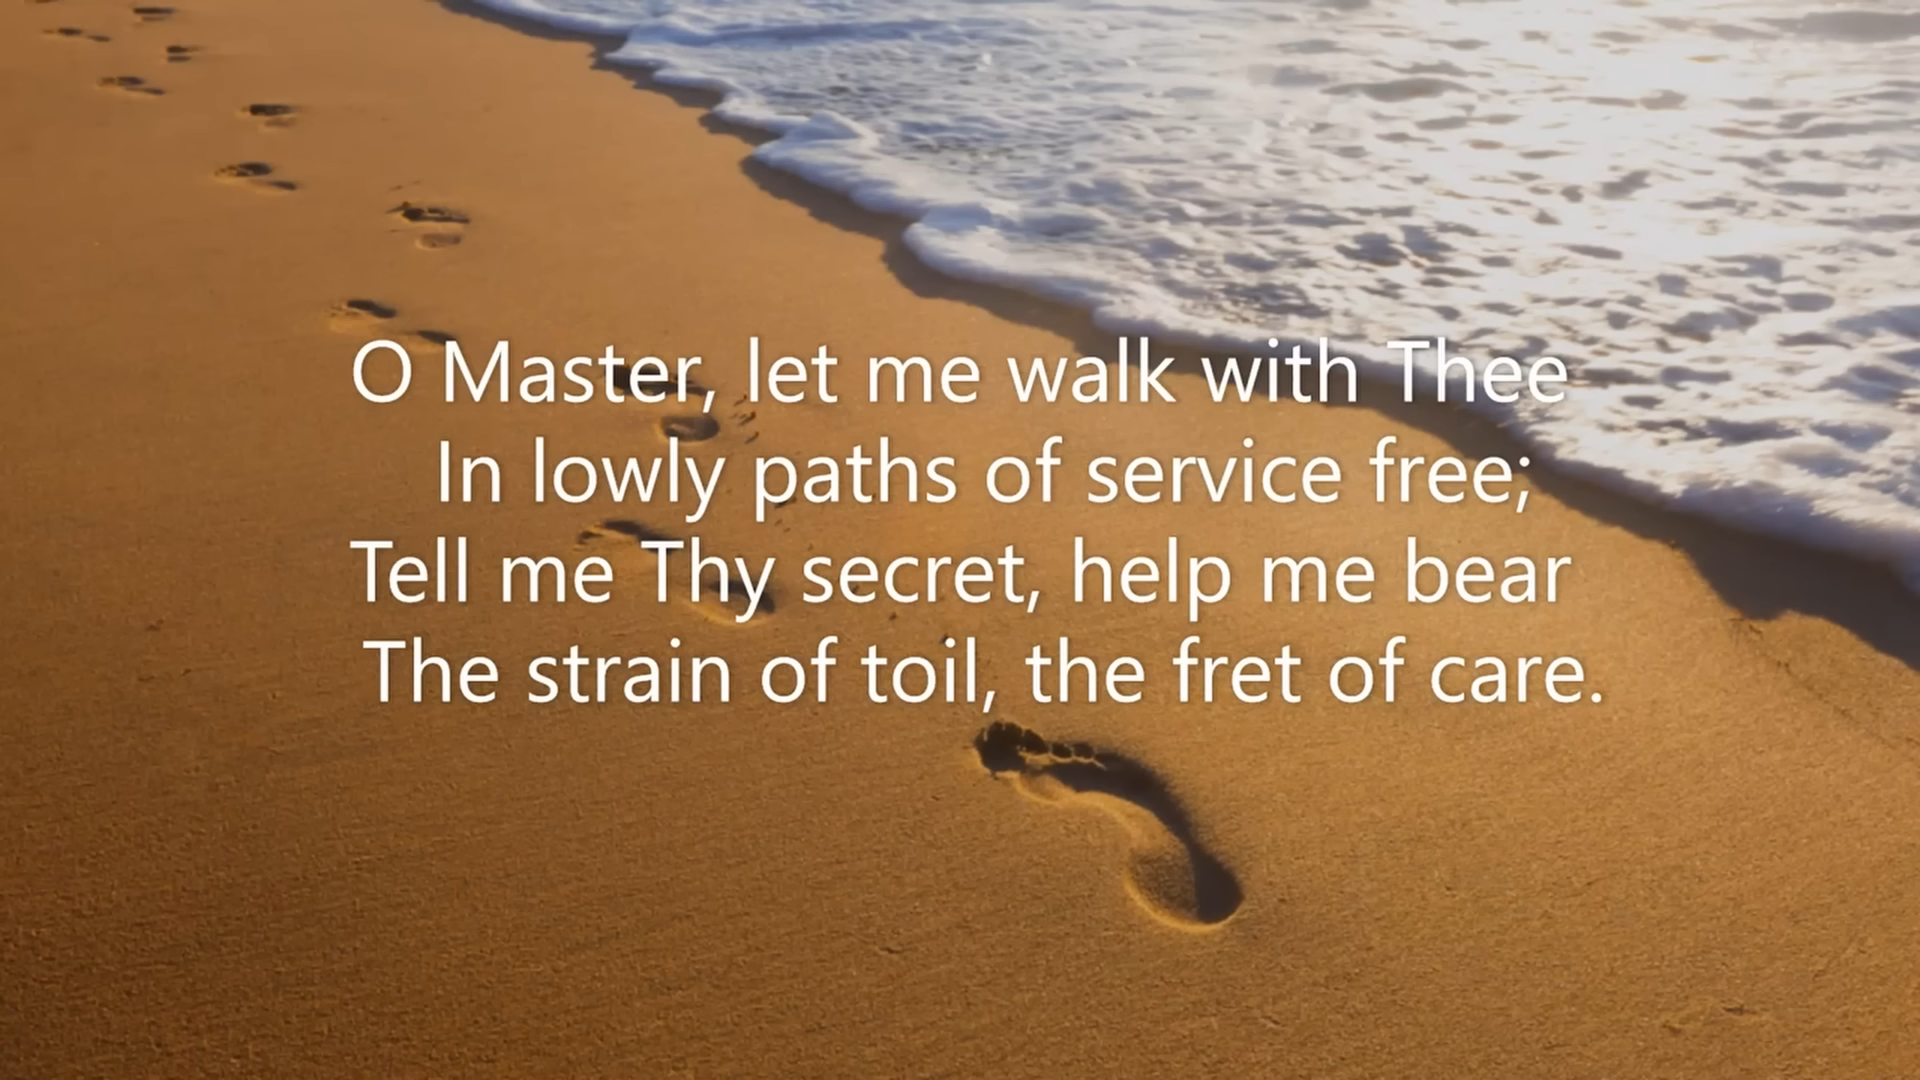 O Master, let me walk with Thee
In lowly paths of service free;
Tell me Thy secret, help me bear
The strain of toil, the fret of care.